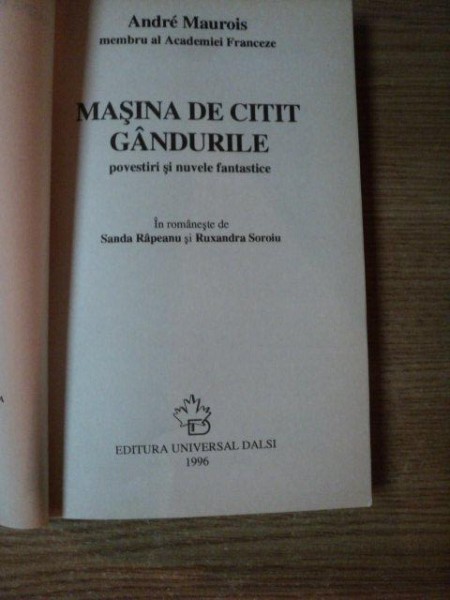 André Maurois
membru al Academiei Franceze
MAŞINA DE CITIT
GÂNDURILE
povestiri şi nuvele fantastice
În româneşte de
Sanda Râpeanu şi Ruxandra Soroiu
EDITURA UNIVERSAL DALSI
1996